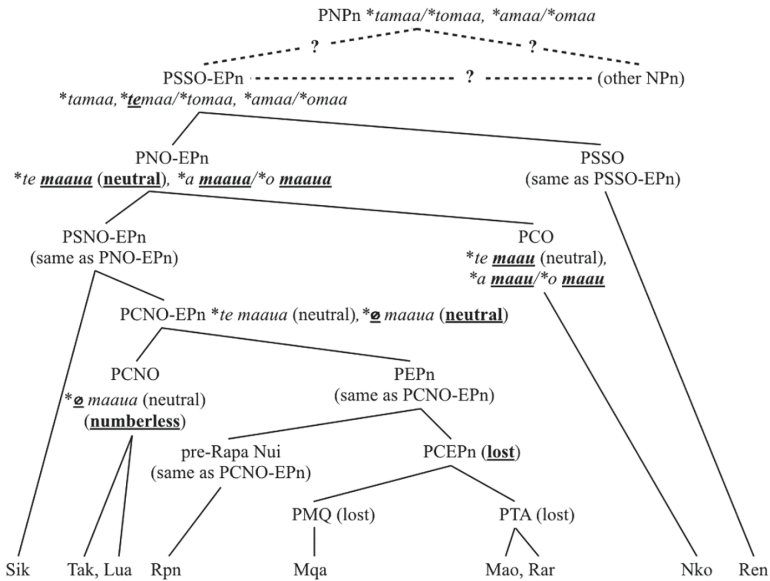 PNPn *tamaa/*tomaa, *amaa/*omaa
? ?
PSSO-EPn ? (other NPn)
*tamaa, *temaa/*tomaa, *amaa/*omaa
PNO-EPn PSSO
*te maaua (neutral), *a maaua/*o maaua (same as PSSO-EPn)
PSNO-EPn PCO
(same as PNO-EPn) *te maau (neutral),
*a maau/*o maau
PCNO-EPn *te maaua (neutral), *ø maaua (neutral)
PCNO PEPn
*ø maaua (neutral) (same as PCNO-EPn)
(numberless)
pre-Rapa Nui PCEPn (lost)
(same as PCNO-EPn)
PMQ (lost) PTA (lost)
Sik Tak, Lua Rpn Mqa Mao, Rar Nko Ren